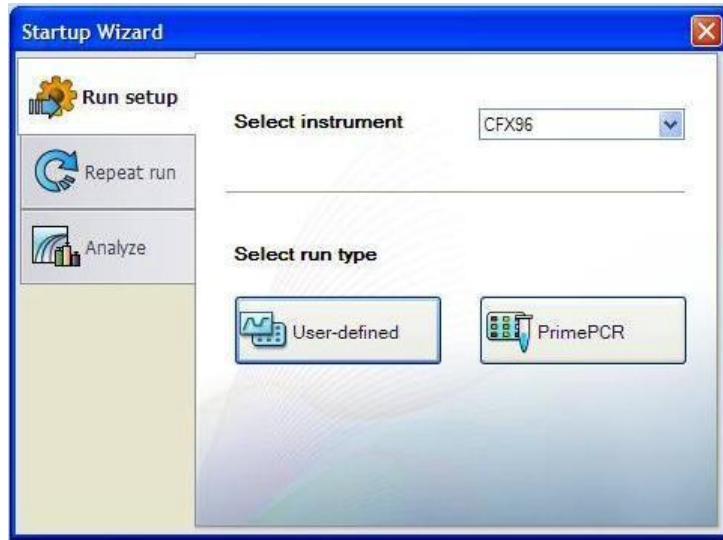 Startup Wizard
Run setup
Repeat run
Analyze
Select instrument
CFX96
Select run type
User-defined
PrimePCR